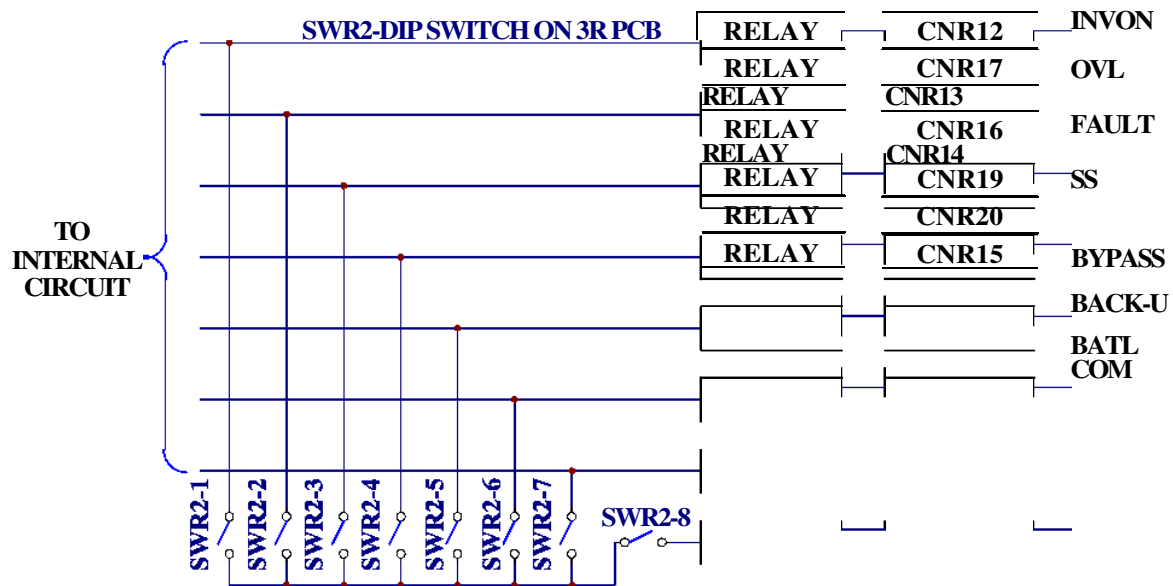 SWR2-DIP SWITCH ON 3R PCB
RELAY CNR12 INVON
RELAY CNR17 OVL
RELAY CNR13
RELAY CNR16 FAULT
RELAY CNR14
RELAY CNR19 SS
RELAY CNR20
RELAY CNR15 BYPASS
TO
INTERNAL
CIRCUIT
BACK-U
BATL
COM
SWR2-1
SWR2-2
SWR2-3
SWR2-4
SWR2-5
SWR2-6
SWR2-7
SWR2-8